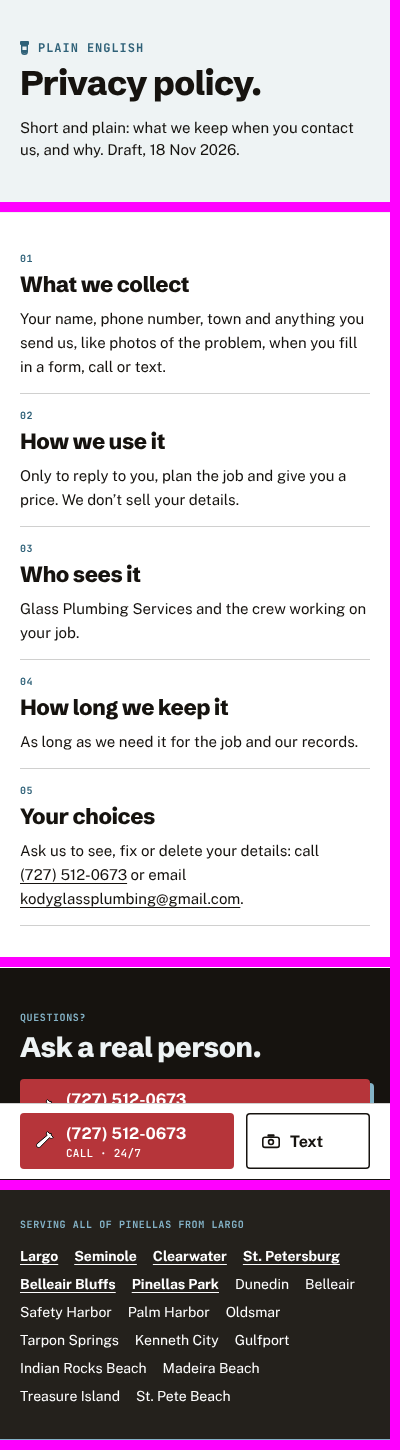 PLAIN ENGLISH
Privacy policy.
Short and plain: what we keep when you contact
us, and why. Draft, 18 Nov 2026.
01
What we collect
Your name, phone number, town and anything you
send us, like photos of the problem, when you fill
in a form, call or text.
02
How we use it
Only to reply to you, plan the job and give you a
price. We don't sell your details.
03
Who sees it
Glass Plumbing Services and the crew working on
your job.
04
How long we keep it
As long as we need it for the job and our records.
05
Your choices
Ask us to see, fix or delete your details: call
(727) 512-0673 or email
kodyglassplumbing@gmail.com.
QUESTIONS?
Ask a real person.
(727) 512-0673
(727) 512-0673
CALL · 24/7
Text
SERVING ALL OF PINELLAS FROM LARGO
Largo Seminole Clearwater St. Petersburg
Belleair Bluffs Pinellas Park Dunedin Belleair
Safety Harbor Palm Harbor Oldsmar
Tarpon Springs Kenneth City Gulfport
Indian Rocks Beach Madeira Beach
Treasure Island St. Pete Beach